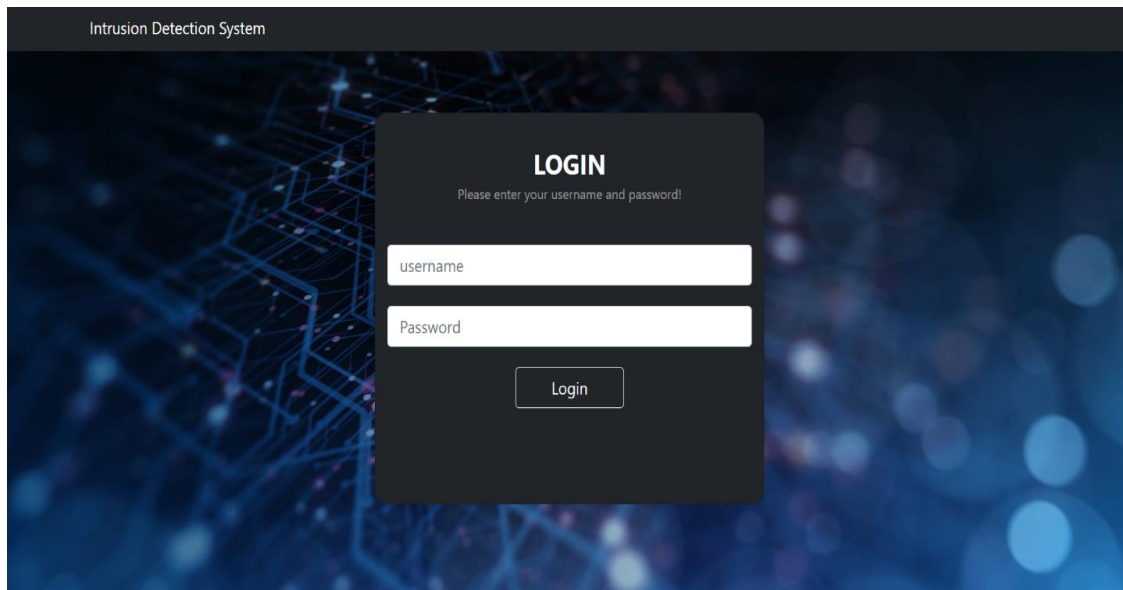 Intrusion Detection System
LOGIN
Please enter your username and password!
username
Password
Login